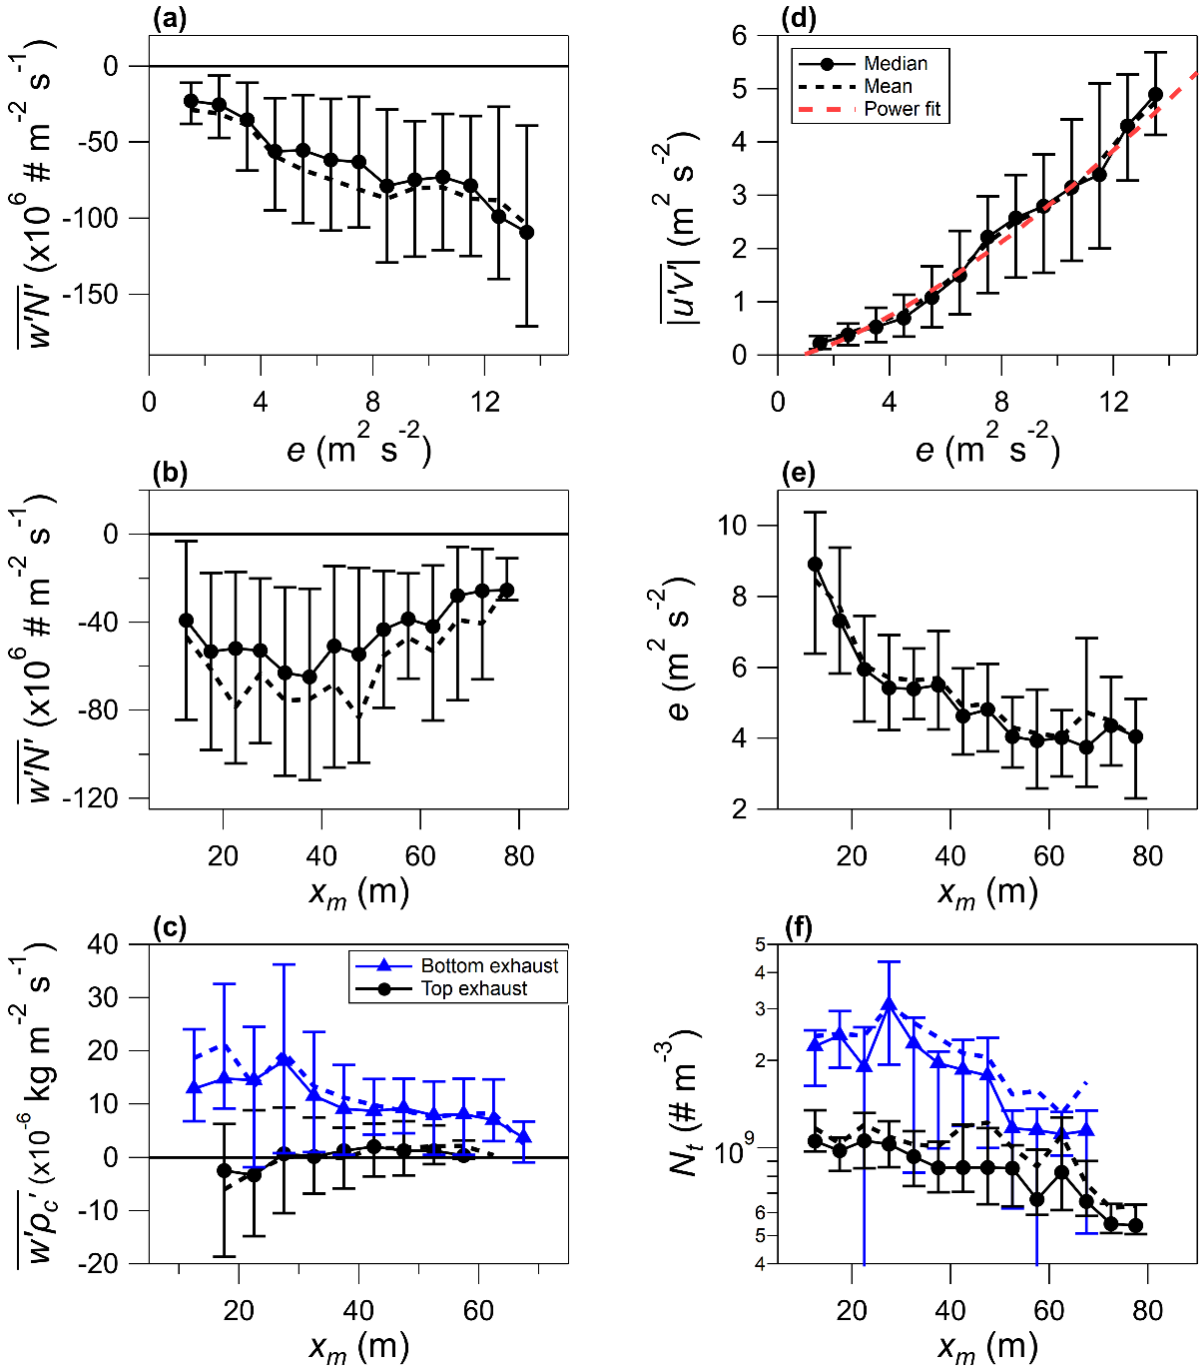 (a)
w'N' (x10^6 # m^-2 s^-1)
0
-50
-100
-150
0 4 8 12
e (m^2 s^-2)
(d)
|u'v'| (m^2 s^-2)
6
5
4
3
2
1
0
Median
Mean
Power fit
0 4 8 12
e (m^2 s^-2)
(b)
w'N' (x10^6 # m^-2 s^-1)
0
-40
-80
-120
20 40 60 80
x_m (m)
(e)
e (m^2 s^-2)
10
8
6
4
2
20 40 60 80
x_m (m)
(c)
w'ρ_c' (x10^-6 kg m^-2 s^-1)
40
30
20
10
0
-10
-20
Bottom exhaust
Top exhaust
20 40 60
x_m (m)
(f)
N_t (# m^-3)
5
4
3
2
10^9
8
6
5
4
20 40 60 80
x_m (m)